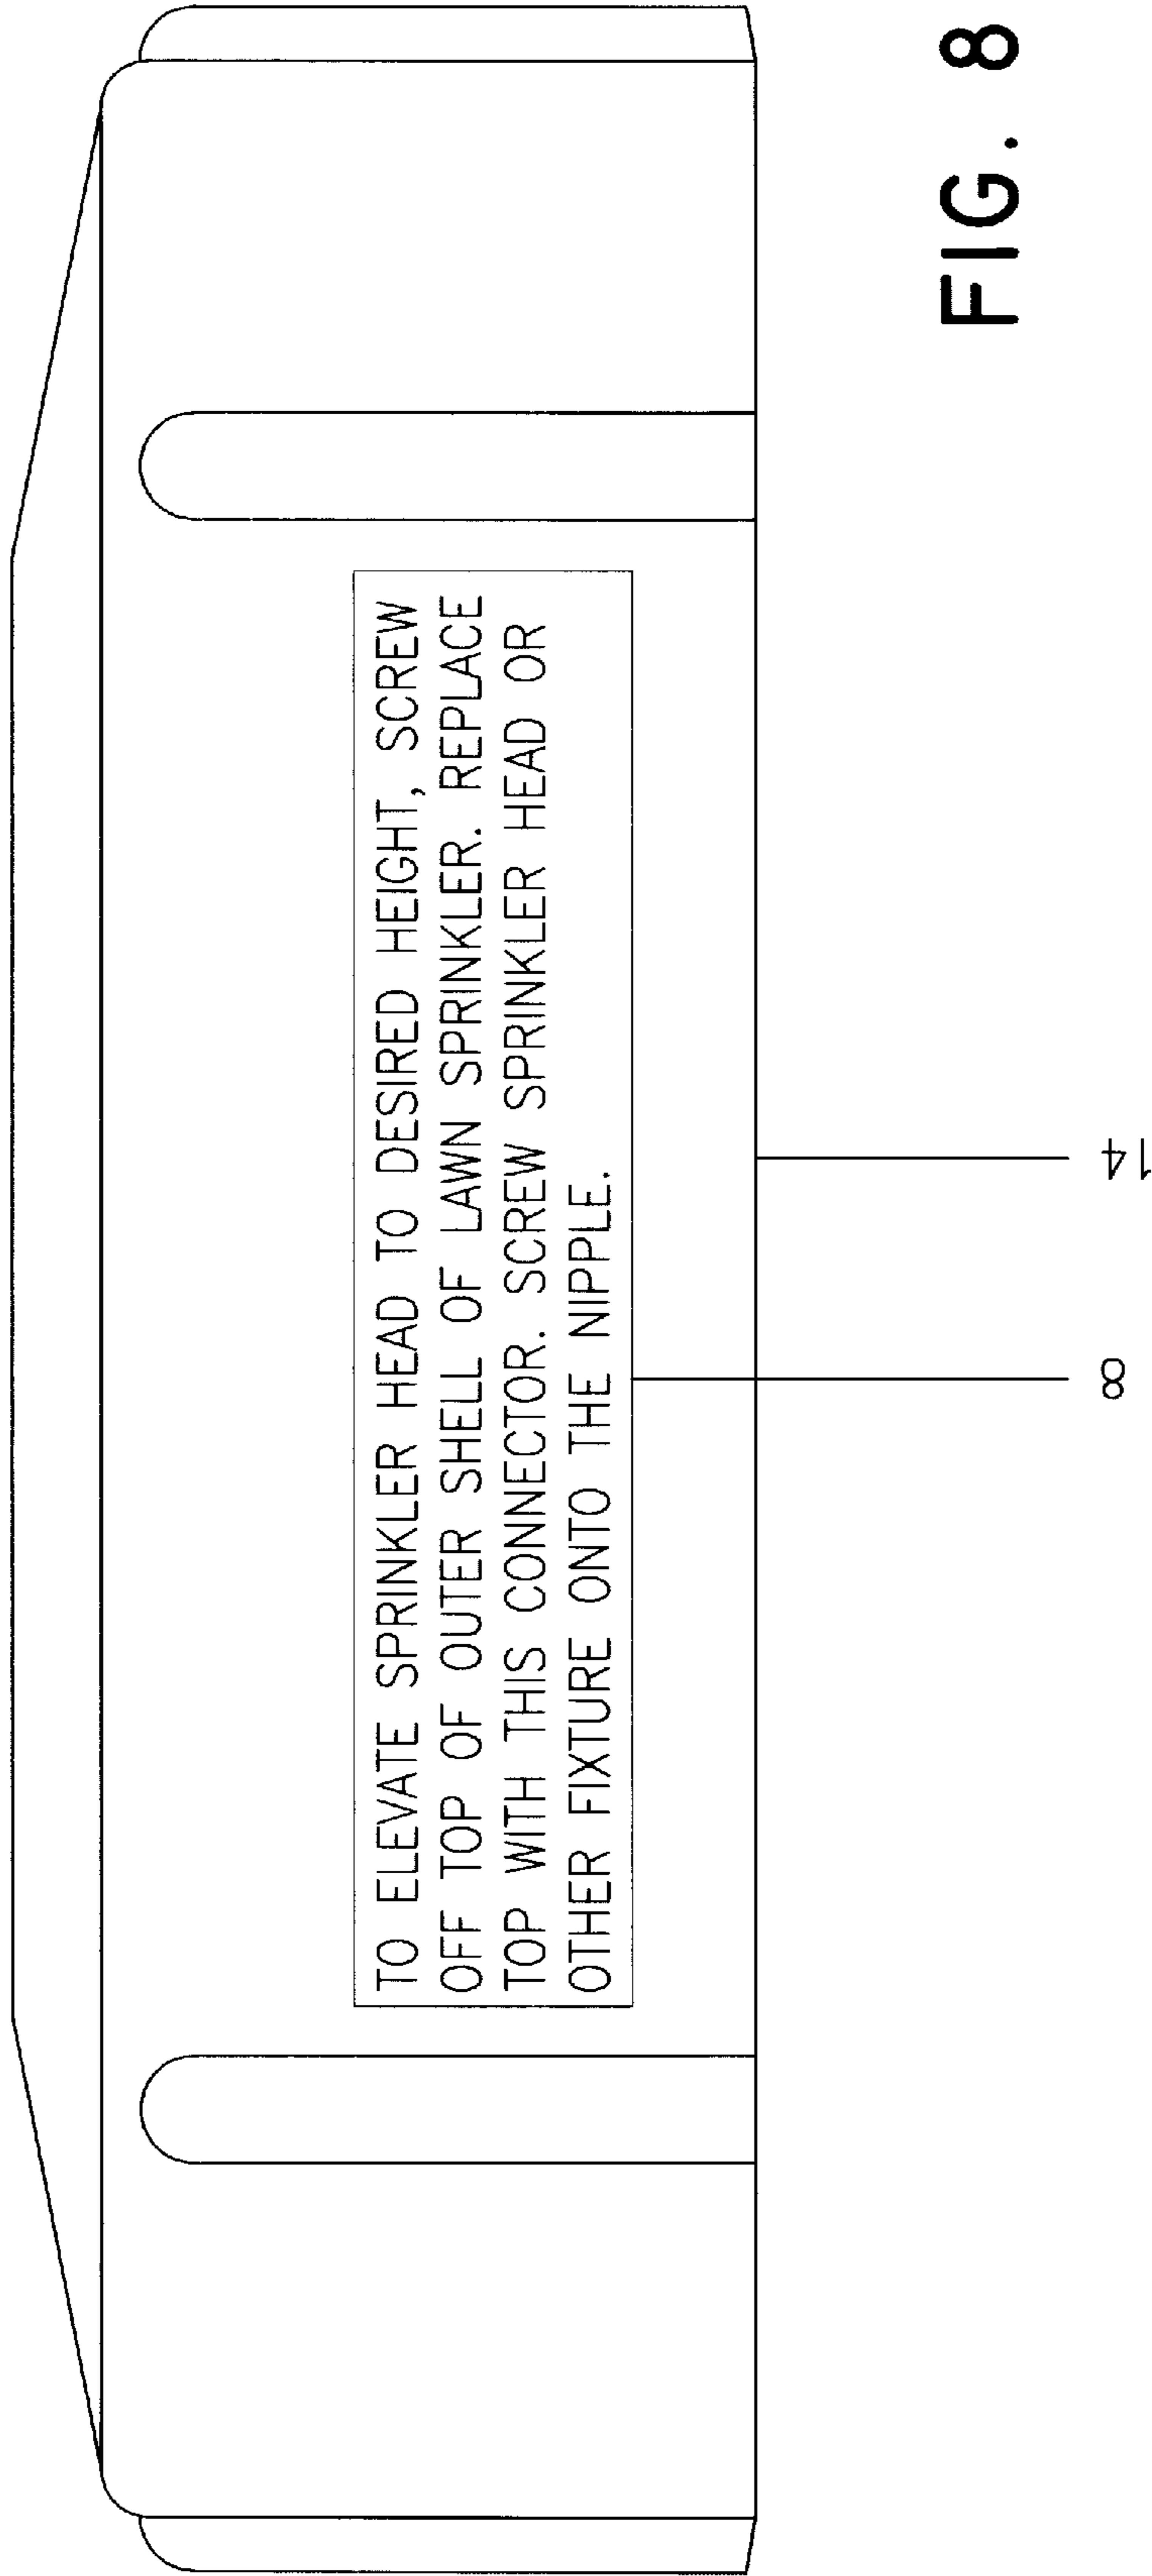 TO ELEVATE SPRINKLER HEAD TO DESIRED HEIGHT, SCREW
OFF TOP OF OUTER SHELL OF LAWN SPRINKLER. REPLACE
TOP WITH THIS CONNECTOR. SCREW SPRINKLER HEAD OR
OTHER FIXTURE ONTO THE NIPPLE.
8
14
FIG. 8